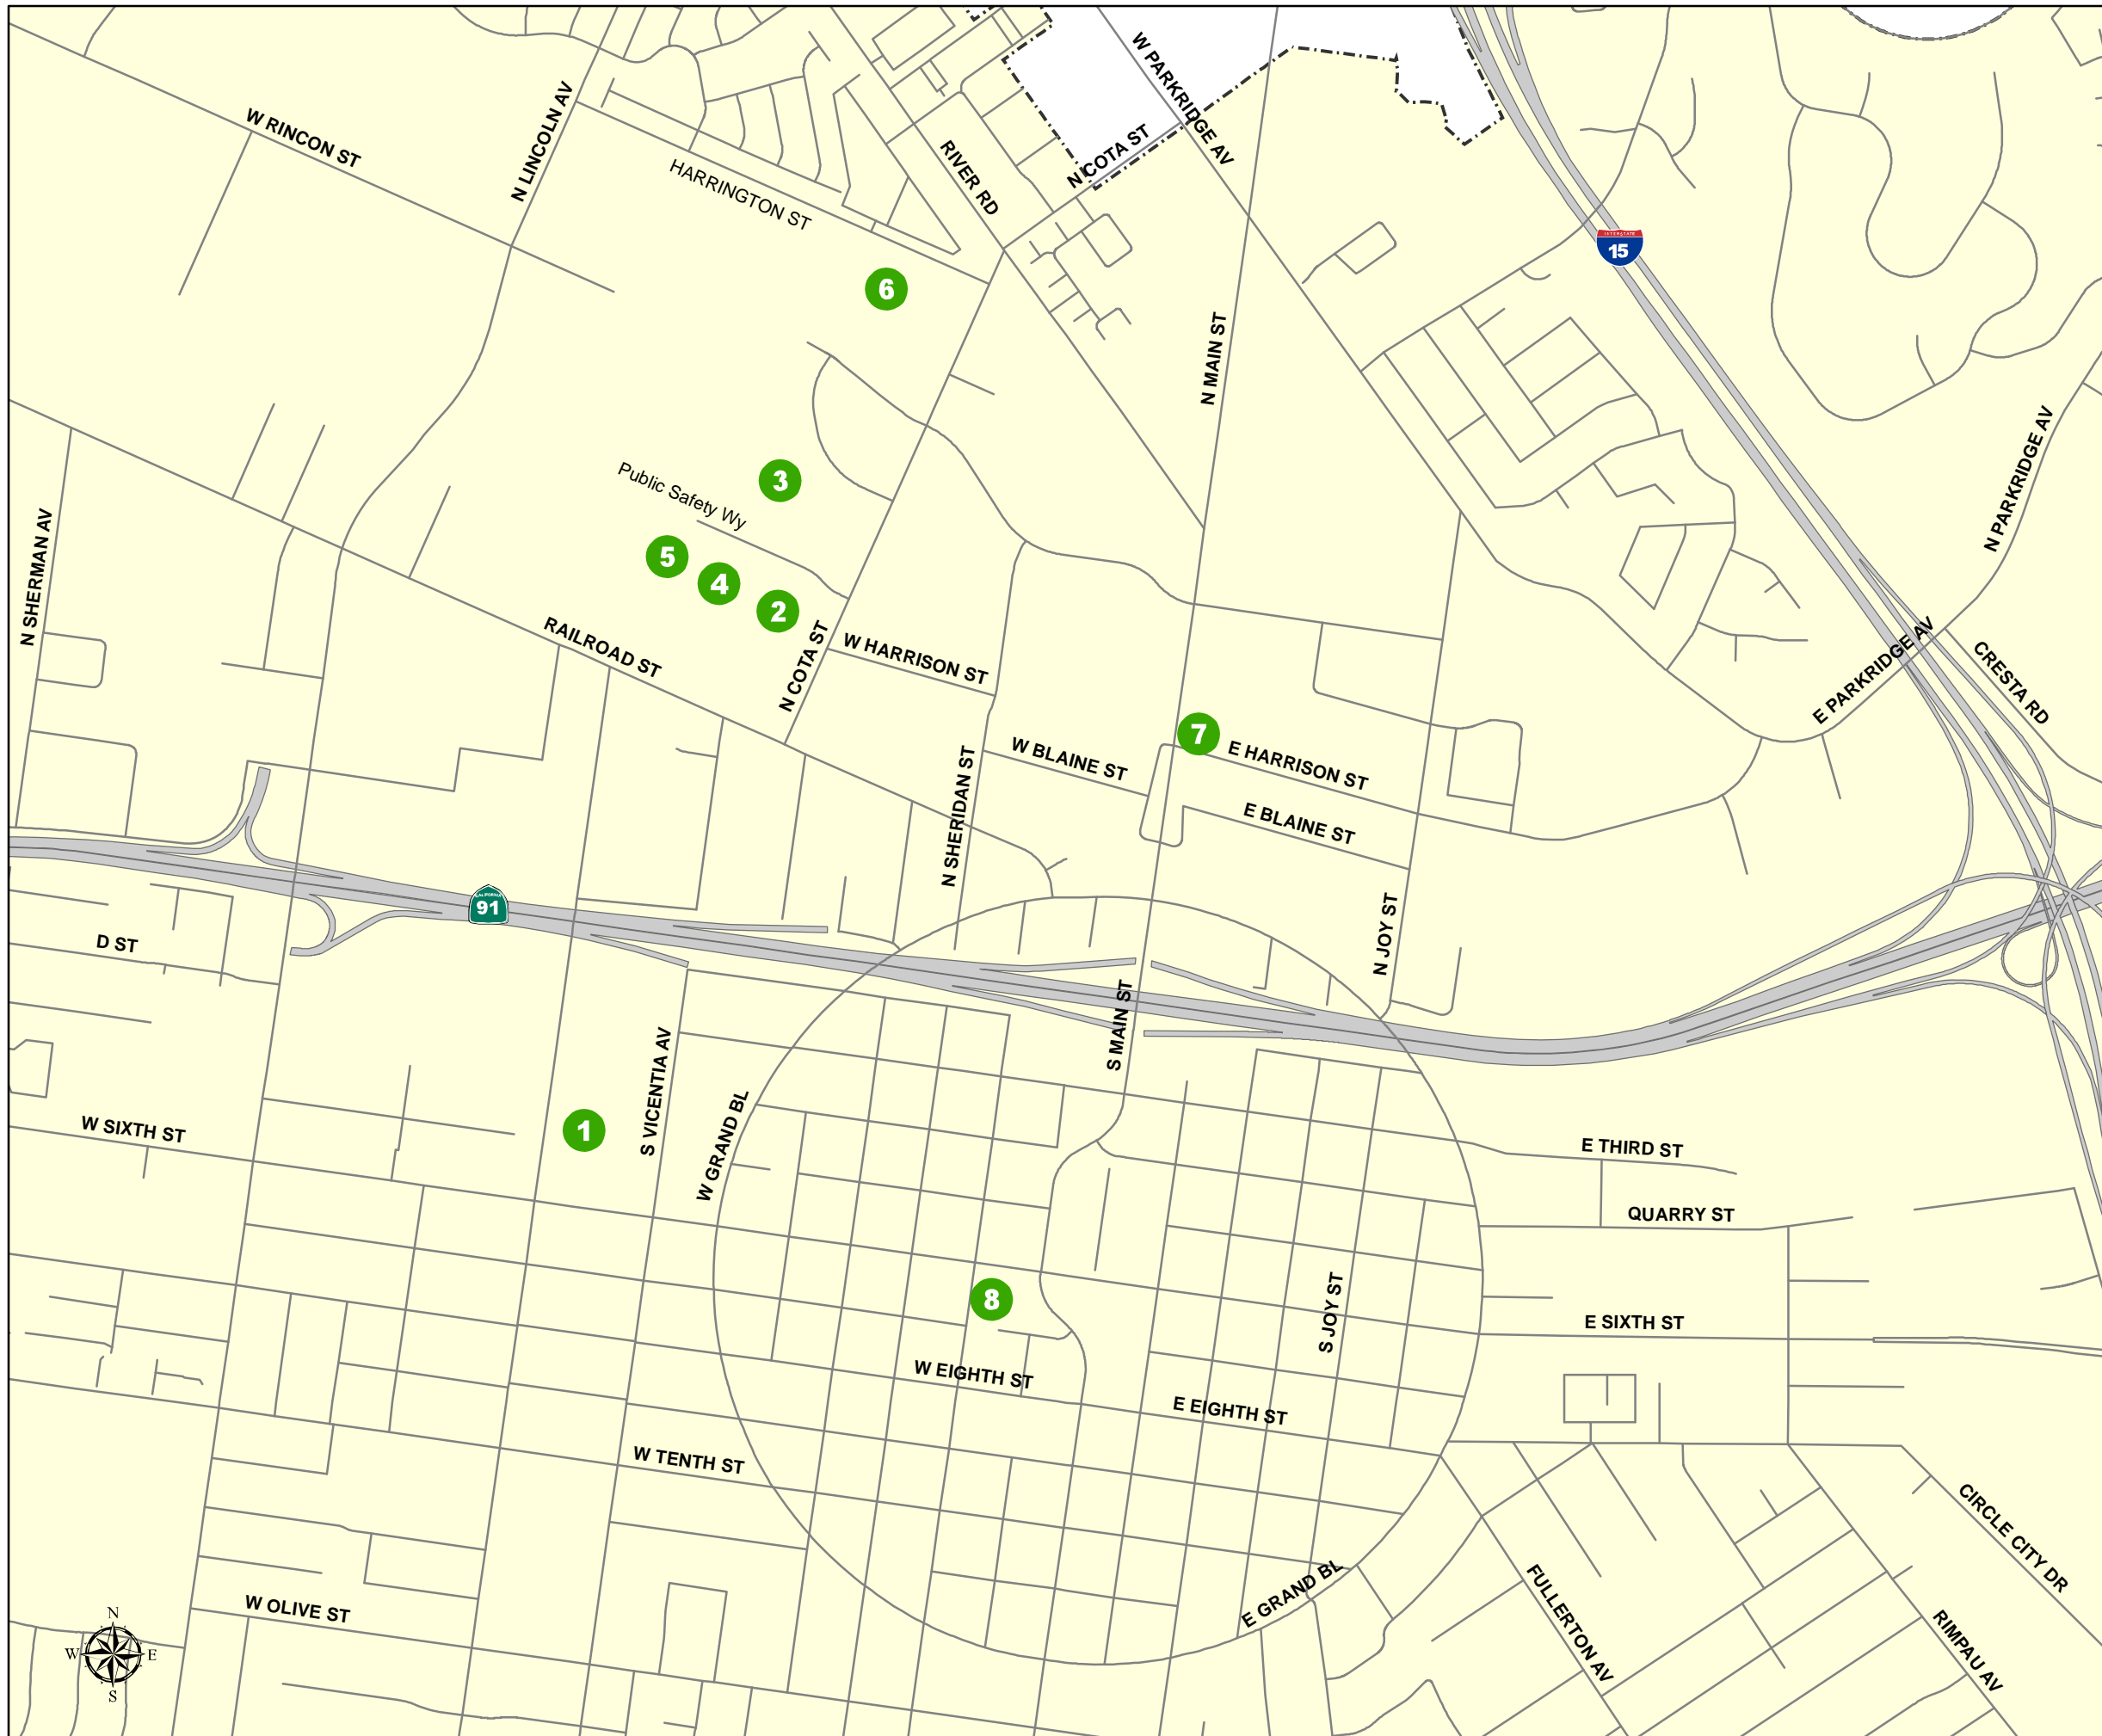 W PARKRIDGE AV
N LINCOLN AV
W RINCON ST
HARRINGTON ST
RIVER RD
N COTA ST
INTERSTATE
15
6
N MAIN ST
N PARKRIDGE AV
Public Safety Wy
3
N SHERMAN AV
5
4
2
RAILROAD ST
N COTA ST
W HARRISON ST
E PARKRIDGE AV
CRESTA RD
7
W BLAINE ST
E HARRISON ST
N SHERIDAN ST
E BLAINE ST
CALIFORNIA
91
N JOY ST
D ST
S MAIN ST
S VICENTIA AV
W GRAND BL
W SIXTH ST
1
E THIRD ST
QUARRY ST
8
S JOY ST
E SIXTH ST
W EIGHTH ST
E EIGHTH ST
W TENTH ST
CIRCLE CITY DR
E GRAND BL
FULLERTON AV
RIMPAU AV
W OLIVE ST
N
W E
S